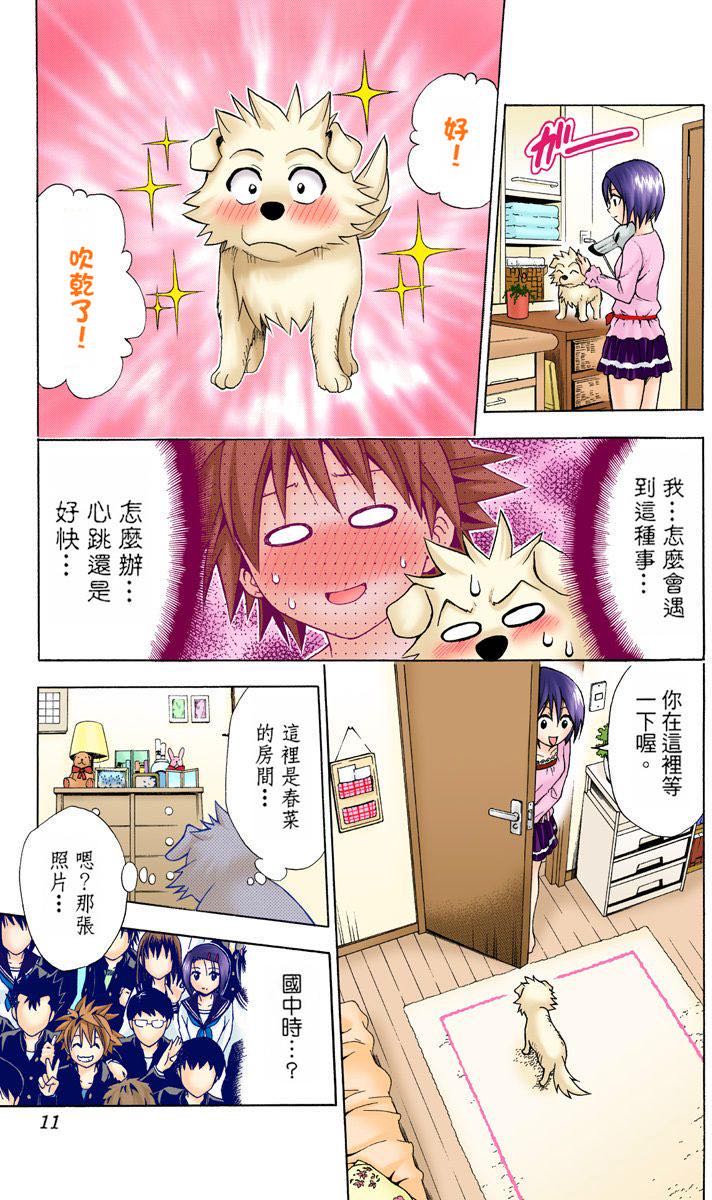 ガーー
好！
吹乾了！
我…怎麼會遇
到這種事…
怎麼辦…
心跳還是
好快…
你在這裡等
一下喔。
這裡是春菜
的房間…
嗯？那張
照片…
國中時…？
11